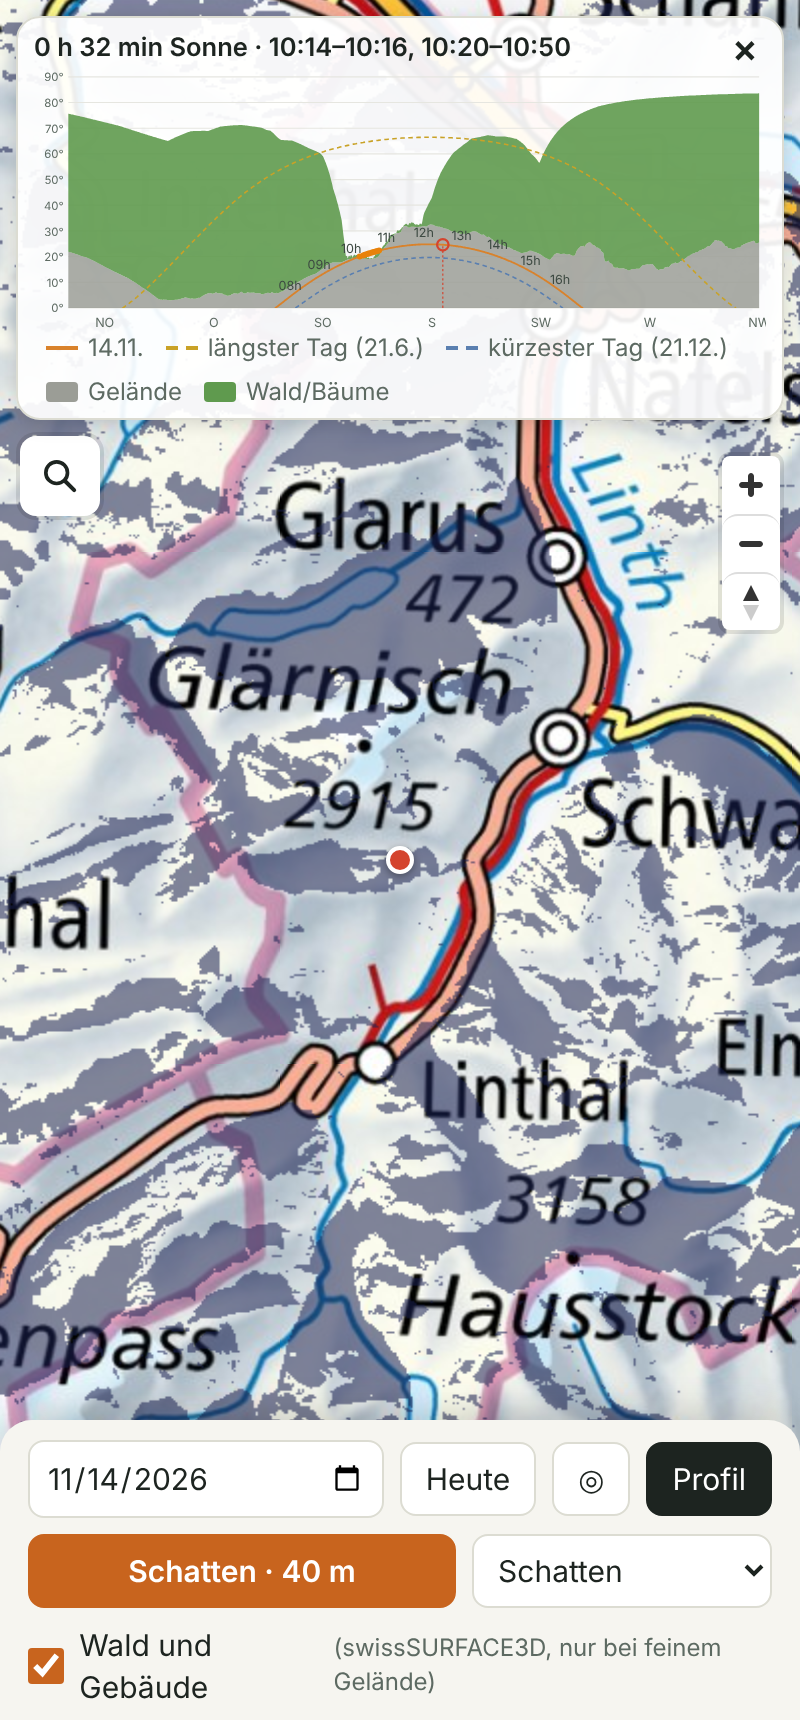 0 h 32 min Sonne · 10:14–10:16, 10:20–10:50
90°
80°
70°
60°
50°
40°
30°
20°
10°
0°
08h
09h
10h
11h
12h
13h
14h
15h
16h
NO
O
SO
S
SW
W
NW
14.11.
längster Tag (21.6.)
kürzester Tag (21.12.)
Gelände
Wald/Bäume
Näfels
Glarus
472
Linth
Glärnisch
2915
Schwa
hal
Linthal
Elm
3158
Hausstock
enpass
11/14/2026
Heute
Profil
Schatten · 40 m
Schatten
Wald und
Gebäude
(swissSURFACE3D, nur bei feinem
Gelände)